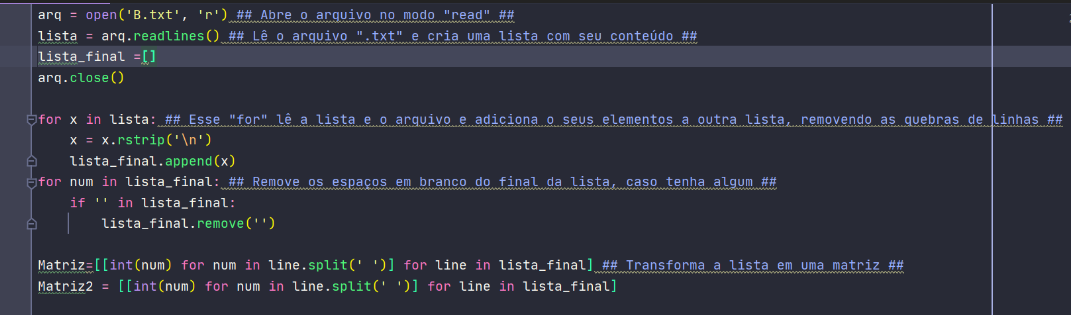 arq = open('B.txt', 'r') ## Abre o arquivo no modo "read" ##
lista = arq.readlines() ## Lê o arquivo ".txt" e cria uma lista com seu conteúdo ##
lista_final =[]
arq.close()
for x in lista: ## Esse "for" lê a lista e o arquivo e adiciona o seus elementos a outra lista, removendo as quebras de linhas ##
    x = x.rstrip('\n')
    lista_final.append(x)
for num in lista_final: ## Remove os espaços em branco do final da lista, caso tenha algum ##
    if '' in lista_final:
        lista_final.remove('')
Matriz=[[int(num) for num in line.split(' ')] for line in lista_final] ## Transforma a lista em uma matriz ##
Matriz2 = [[int(num) for num in line.split(' ')] for line in lista_final]